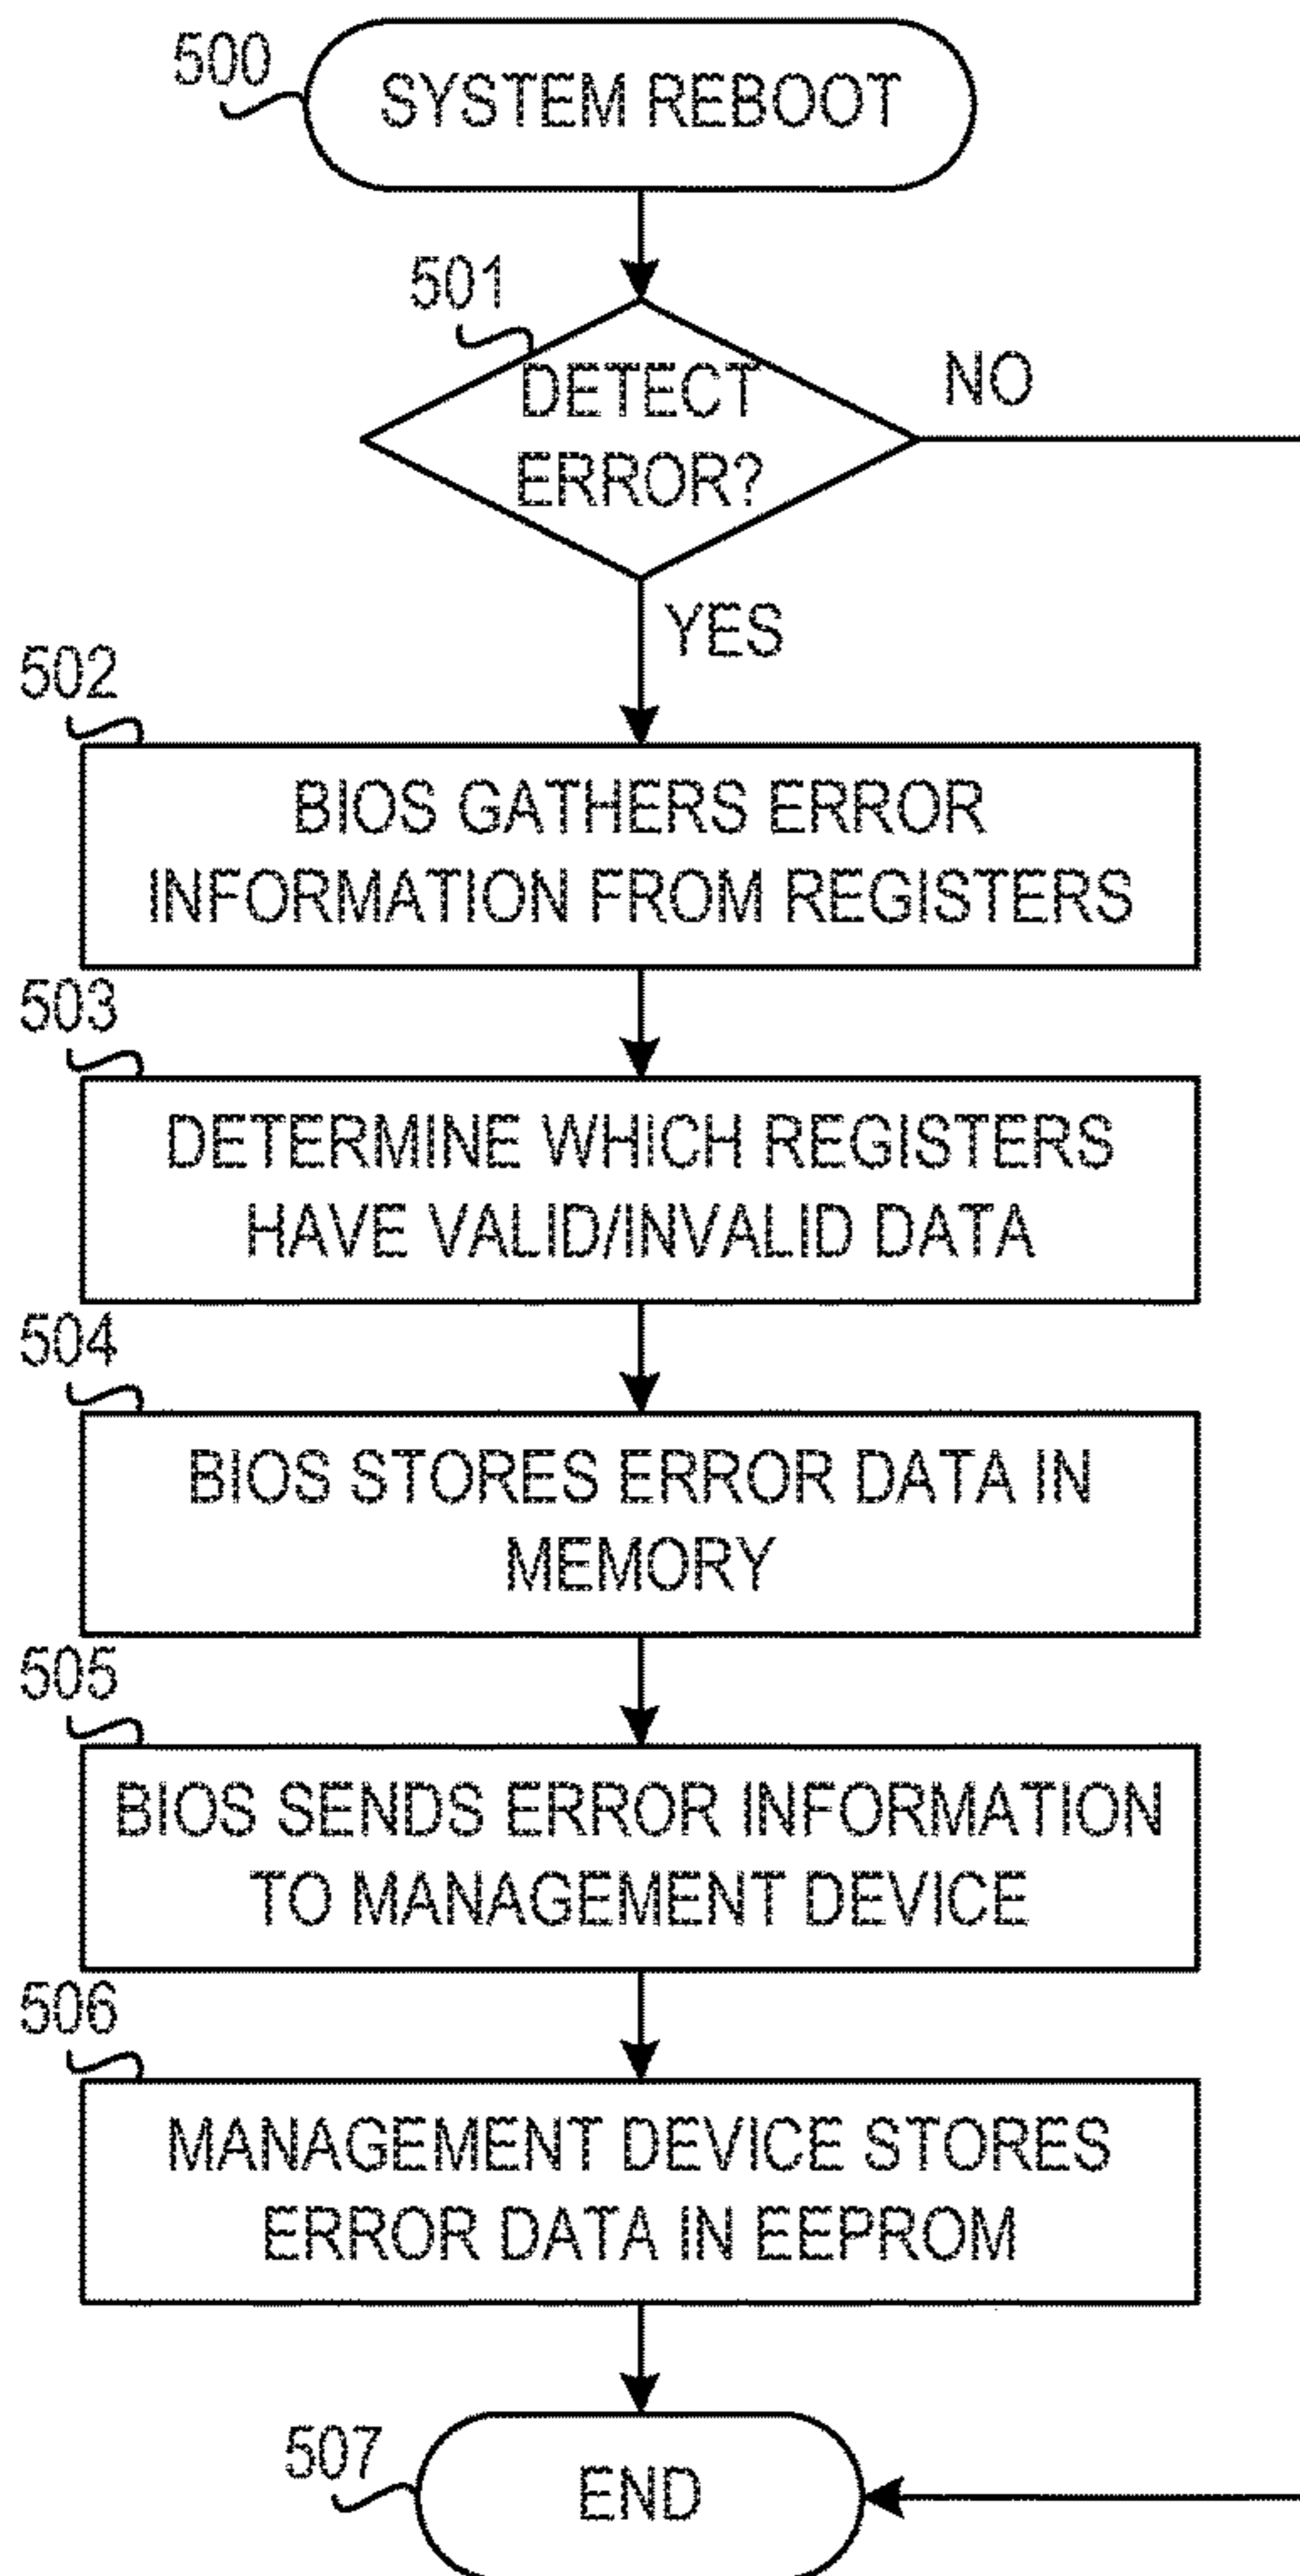 500
SYSTEM REBOOT
501
DETECT
ERROR?
NO
YES
502
BIOS GATHERS ERROR
INFORMATION FROM REGISTERS
503
DETERMINE WHICH REGISTERS
HAVE VALID/INVALID DATA
504
BIOS STORES ERROR DATA IN
MEMORY
505
BIOS SENDS ERROR INFORMATION
TO MANAGEMENT DEVICE
506
MANAGEMENT DEVICE STORES
ERROR DATA IN EEPROM
507
END